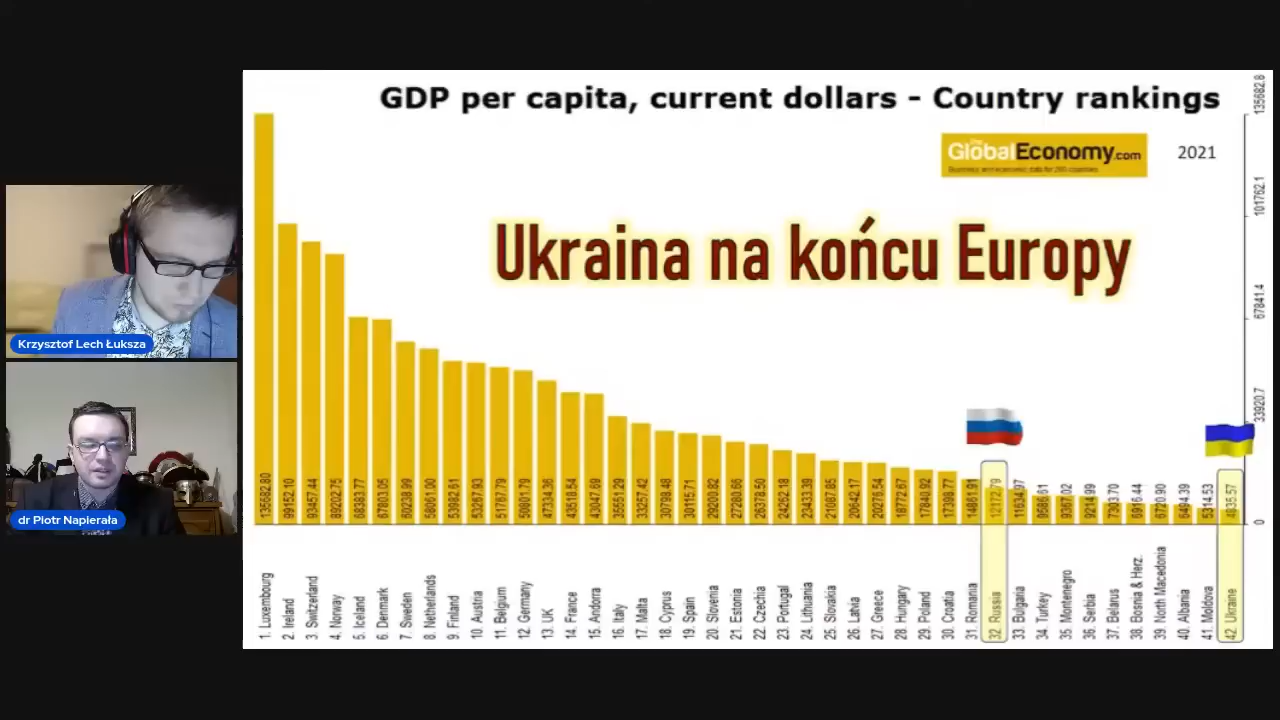 GDP per capita, current dollars - Country rankings
The
GlobalEconomy.com
2021
Ukraina na końcu Europy
Krzysztof Lech Łuksza
dr Piotr Napierała
135682.8
101762.1
67841.4
33920.7
0
135682.80
99152.10
93457.44
89202.75
68383.77
67803.05
60238.99
58061.00
53982.61
53267.93
51767.79
50801.79
47334.36
43518.54
43047.69
35551.29
33257.42
30798.48
30115.71
29200.82
27280.66
26378.50
24262.18
23433.39
21087.85
20642.17
20276.54
18772.67
17840.92
17398.77
14861.91
12172.79
11634.97
9586.61
9367.02
9214.99
7303.70
6916.44
6720.90
6494.39
5314.53
4835.57
1. Luxembourg
2. Ireland
3. Switzerland
4. Norway
5. Iceland
6. Denmark
7. Sweden
8. Netherlands
9. Finland
10. Austria
11. Belgium
12. Germany
13. UK
14. France
15. Andorra
16. Italy
17. Malta
18. Cyprus
19. Spain
20. Slovenia
21. Estonia
22. Czechia
23. Portugal
24. Lithuania
25. Slovakia
26. Latvia
27. Greece
28. Hungary
29. Poland
30. Croatia
31. Romania
32. Russia
33. Bulgaria
34. Turkey
35. Montenegro
36. Serbia
37. Belarus
38. Bosnia & Herz.
39. North Macedonia
40. Albania
41. Moldova
42. Ukraine